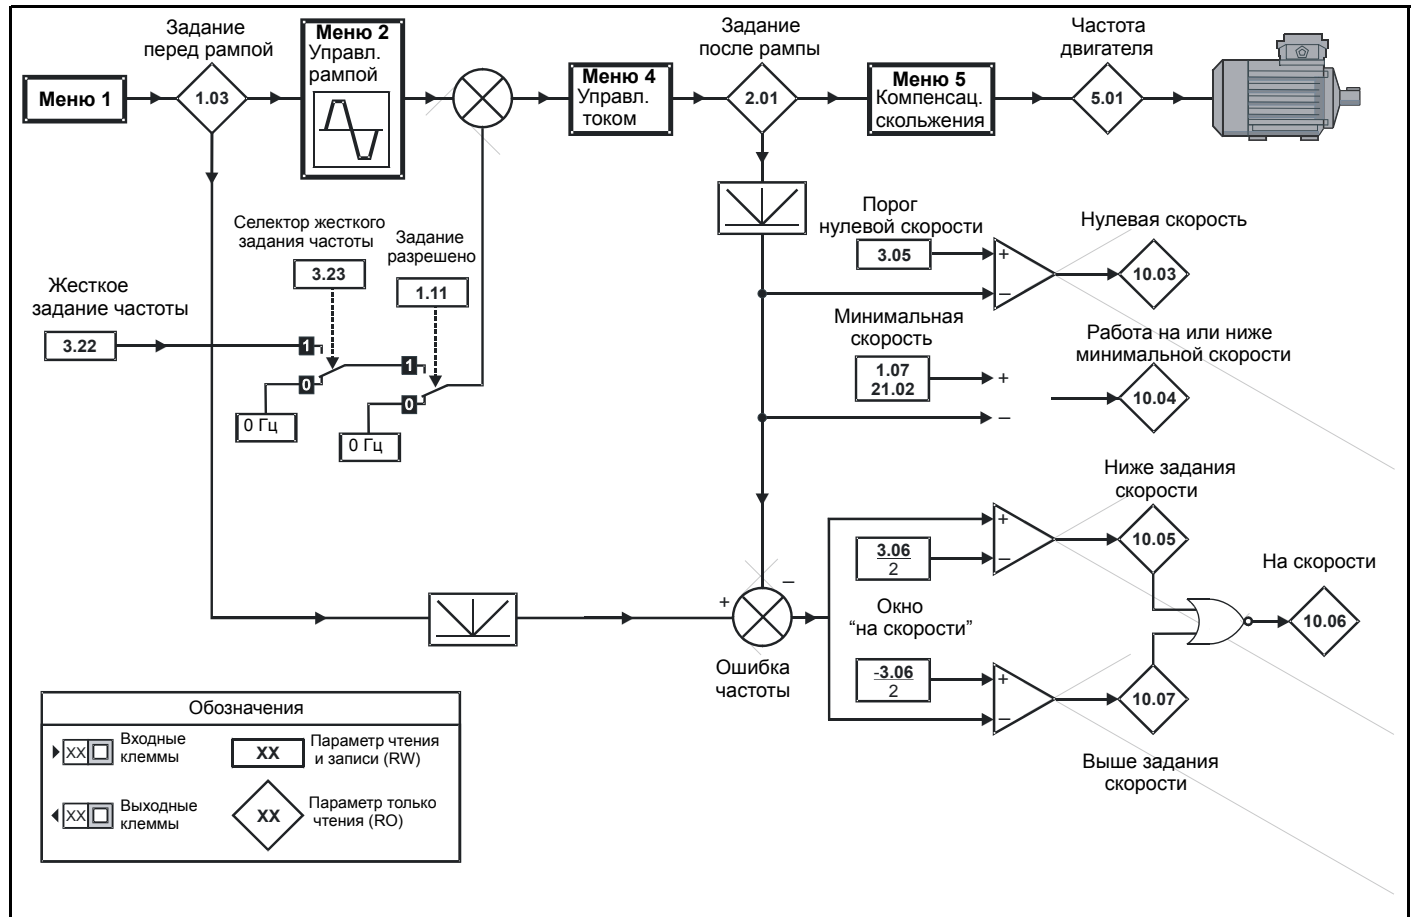 Задание
перед рампой
Меню 2
Управл.
рампой
Задание
после рампы
Частота
двигателя
Меню 1
1.03
Меню 4
Управл.
током
2.01
Меню 5
Компенсац.
скольжения
5.01
Селектор жесткого
задания частоты
Задание
разрешено
3.23
1.11
Порог
нулевой скорости
3.05
+
–
Нулевая скорость
10.03
Жесткое
задание частоты
3.22
1
0
0 Гц
1
0
0 Гц
Минимальная
скорость
1.07
21.02
+
–
Работа на или ниже
минимальной скорости
10.04
Ниже задания
скорости
+
–
10.05
3.06
2
На скорости
10.06
+
–
Ошибка
частоты
Окно
“на скорости”
-3.06
2
+
–
10.07
Выше задания
скорости
Обозначения
XX
Входные
клеммы
XX
Параметр чтения
и записи (RW)
XX
Выходные
клеммы
XX
Параметр только
чтения (RO)